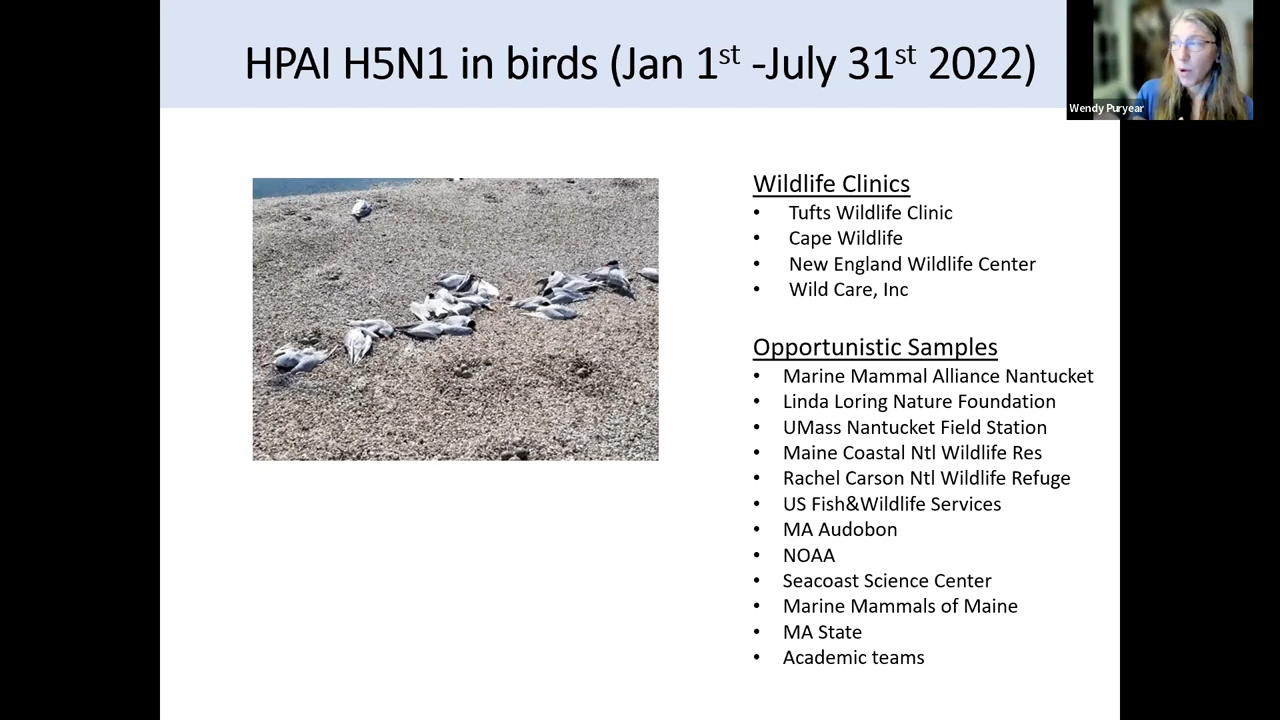 HPAI H5N1 in birds (Jan 1st -July 31st 2022)
Wendy Puryear
Wildlife Clinics
• Tufts Wildlife Clinic
• Cape Wildlife
• New England Wildlife Center
• Wild Care, Inc
Opportunistic Samples
• Marine Mammal Alliance Nantucket
• Linda Loring Nature Foundation
• UMass Nantucket Field Station
• Maine Coastal Ntl Wildlife Res
• Rachel Carson Ntl Wildlife Refuge
• US Fish&Wildlife Services
• MA Audobon
• NOAA
• Seacoast Science Center
• Marine Mammals of Maine
• MA State
• Academic teams